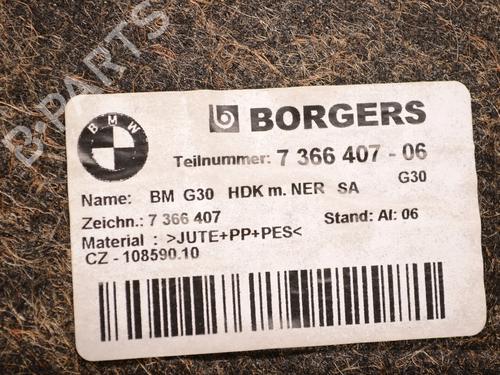 BMW
BORGERS
Teilnummer: 7 366 407 - 06
Name: BM G30 HDK m. NER SA G30
Zeichn.: 7 366 407 Stand: AI: 06
Material : >JUTE+PP+PES<
CZ - 108590.10